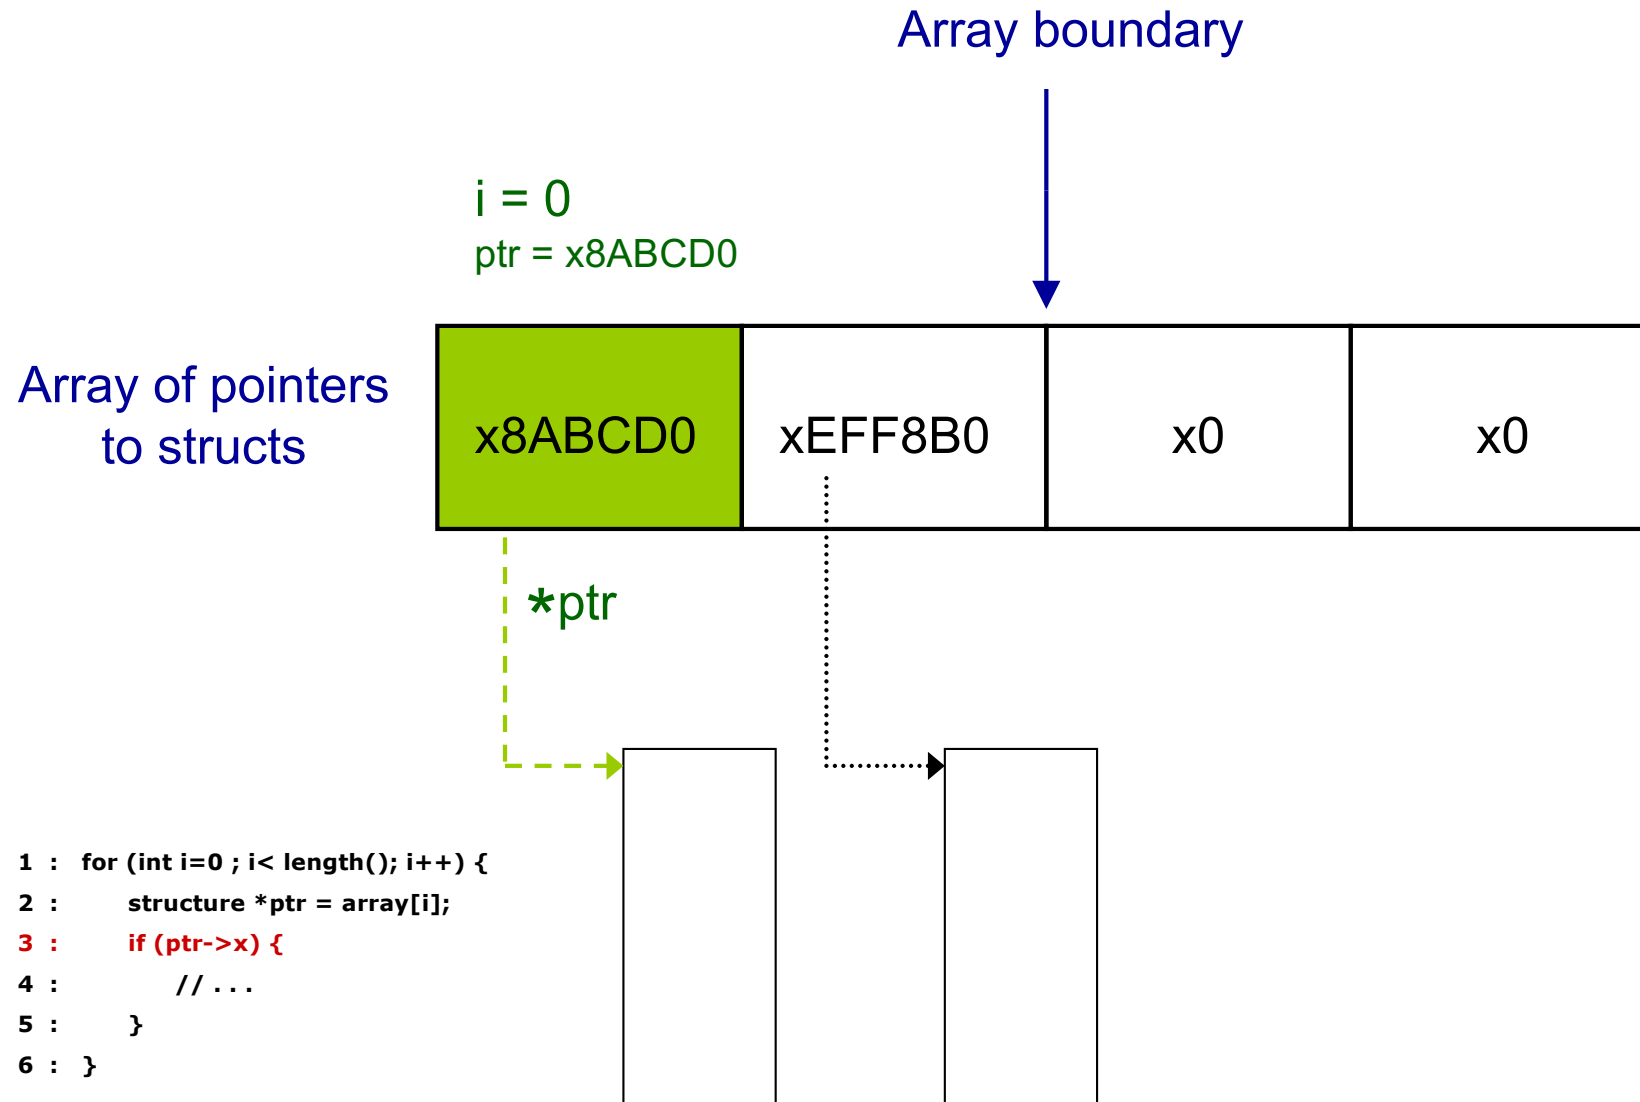 Array boundary
i = 0
ptr = x8ABCD0
Array of pointers
to structs
x8ABCD0
xEFF8B0
x0
x0
*ptr
1 : for (int i=0 ; i< length(); i++) {
2 : structure *ptr = array[i];
3 : if (ptr->x) {
4 : // . . .
5 : }
6 : }